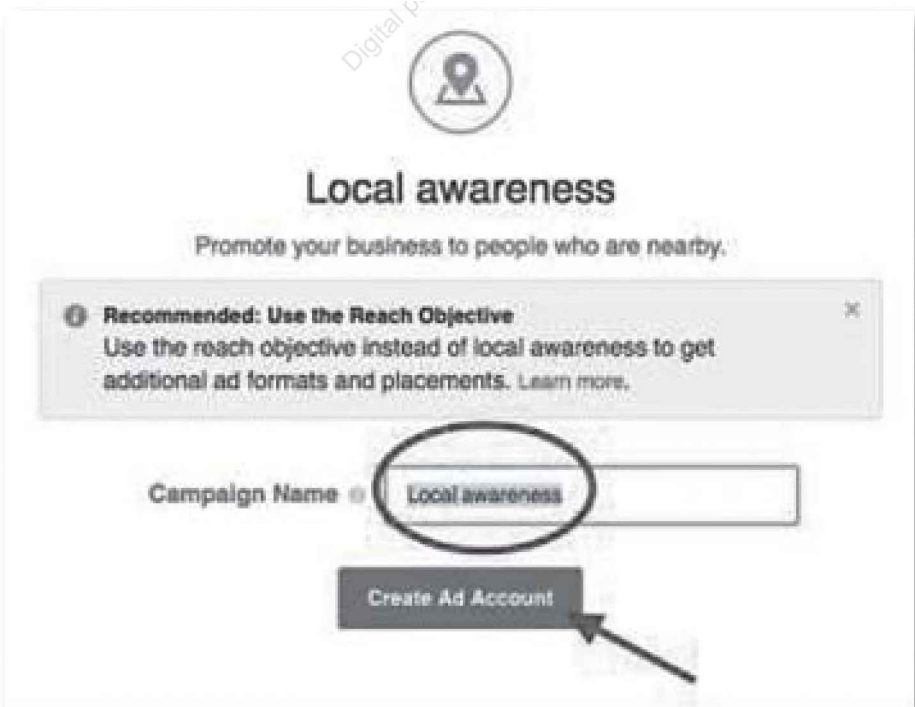 Digital
Local awareness
Promote your business to people who are nearby.
Recommended: Use the Reach Objective
Use the reach objective instead of local awareness to get
additional ad formats and placements. Learn more.
Campaign Name
Local awareness
Create Ad Account